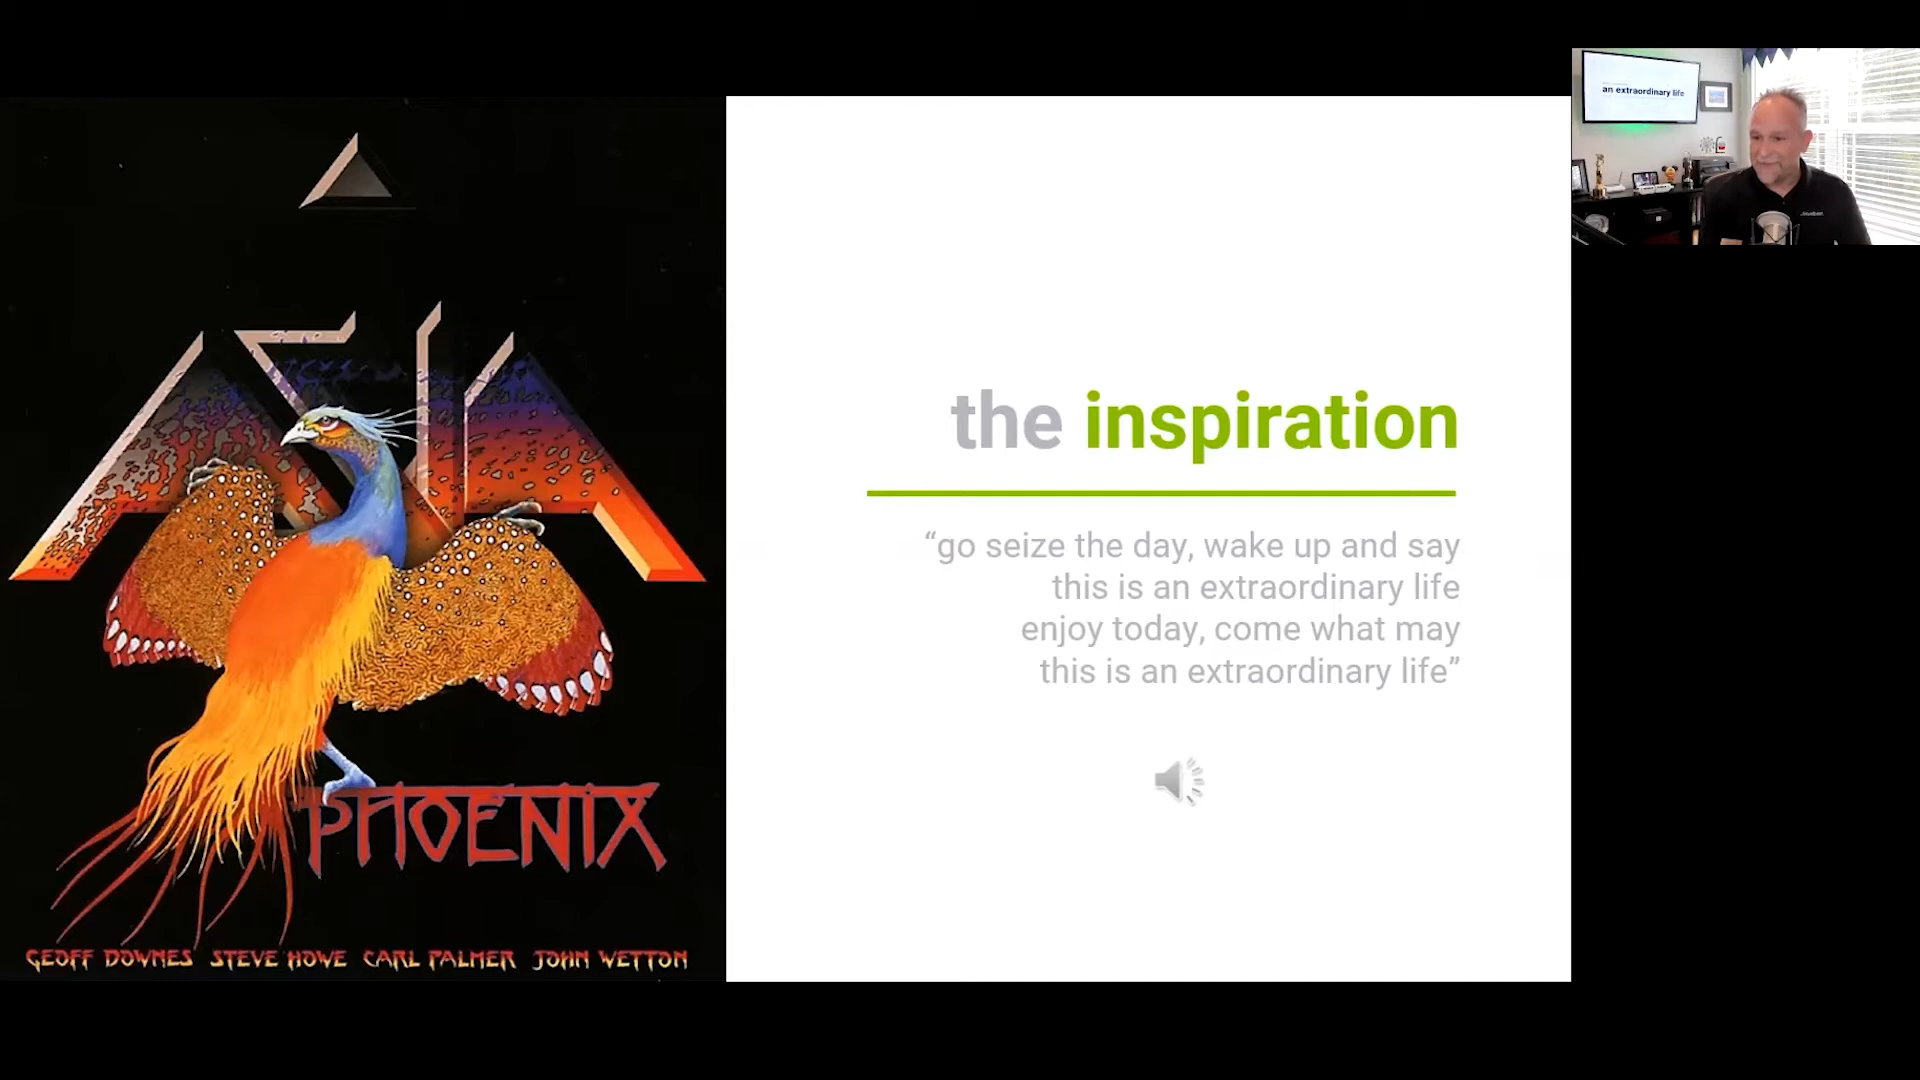 ASIA
PHOENIX
GEOFF DOWNES STEVE HOWE CARL PALMER JOHN WETTON
the inspiration
“go seize the day, wake up and say
this is an extraordinary life
enjoy today, come what may
this is an extraordinary life”
an extraordinary life